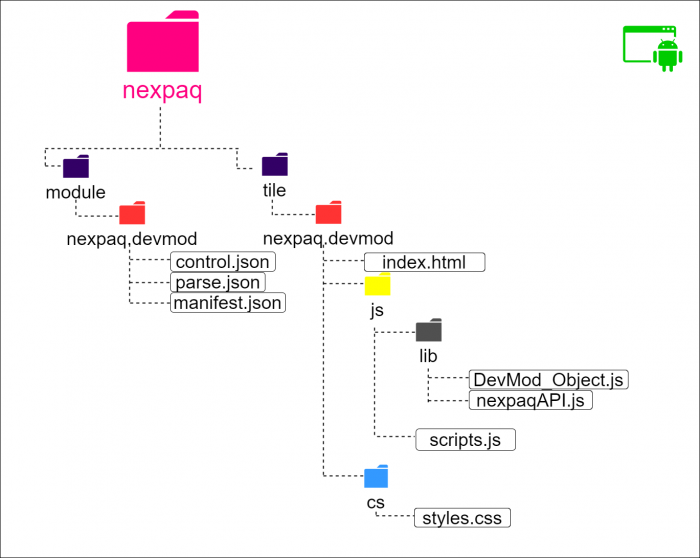 nexpaq
module
tile
nexpaq.devmod
nexpaq.devmod
control.json
index.html
parse.json
manifest.json
js
lib
DevMod_Object.js
nexpaqAPI.js
scripts.js
cs
styles.css